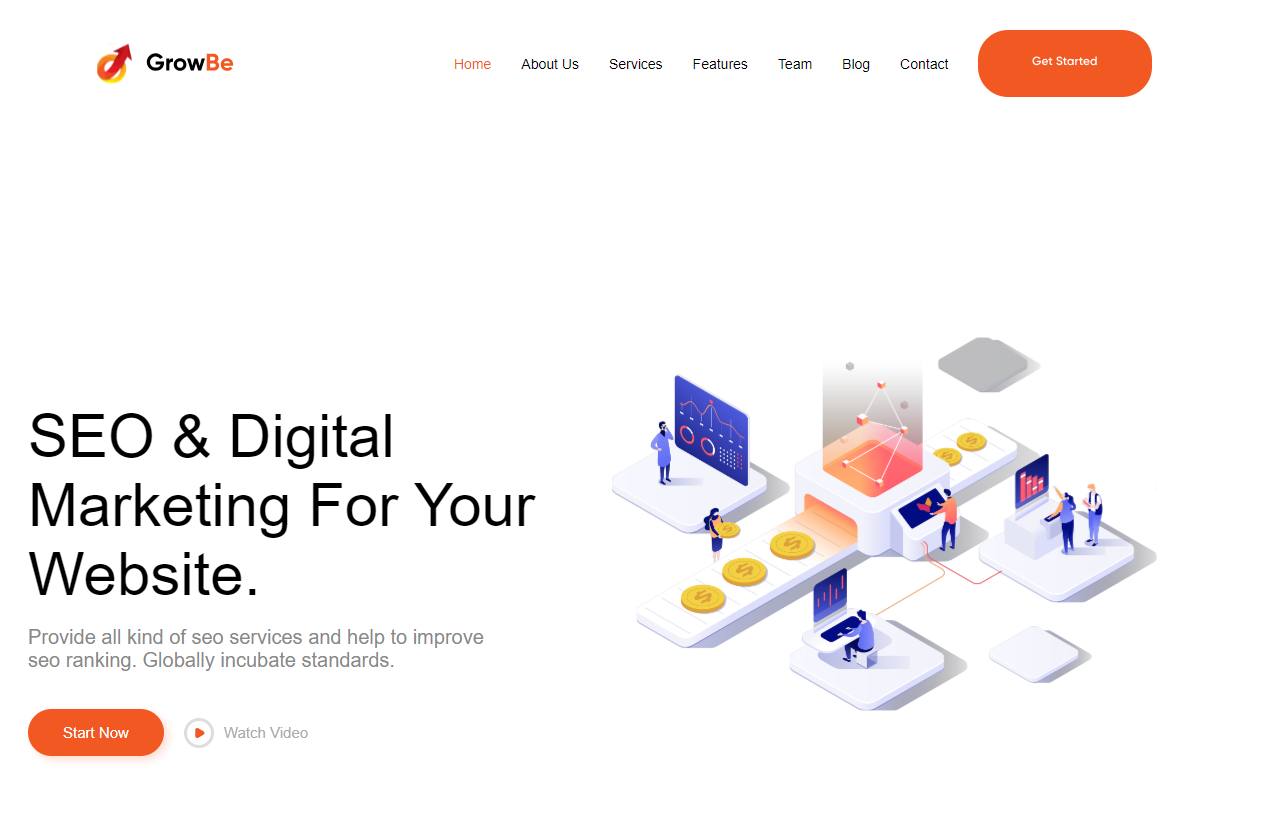 GrowBe
Home About Us Services Features Team Blog Contact Get Started
SEO & Digital
Marketing For Your
Website.
Provide all kind of seo services and help to improve
seo ranking. Globally incubate standards.
Start Now Watch Video